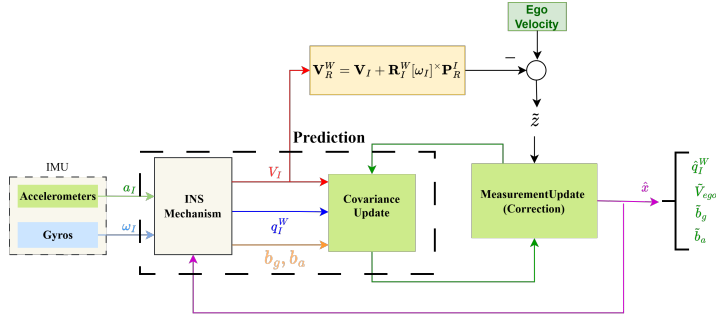 Ego
Velocity
V_R^W = V_I + R_I^W[ω_I]^× P_R^I
−
z̃
Prediction
IMU
Accelerometers
a_I
Gyros
ω_I
INS
Mechanism
V_I
q_I^W
b_g, b_a
Covariance
Update
MeasurementUpdate
(Correction)
x̂
q̂_I^W
Ṽ_ego
b̃_g
b̃_a